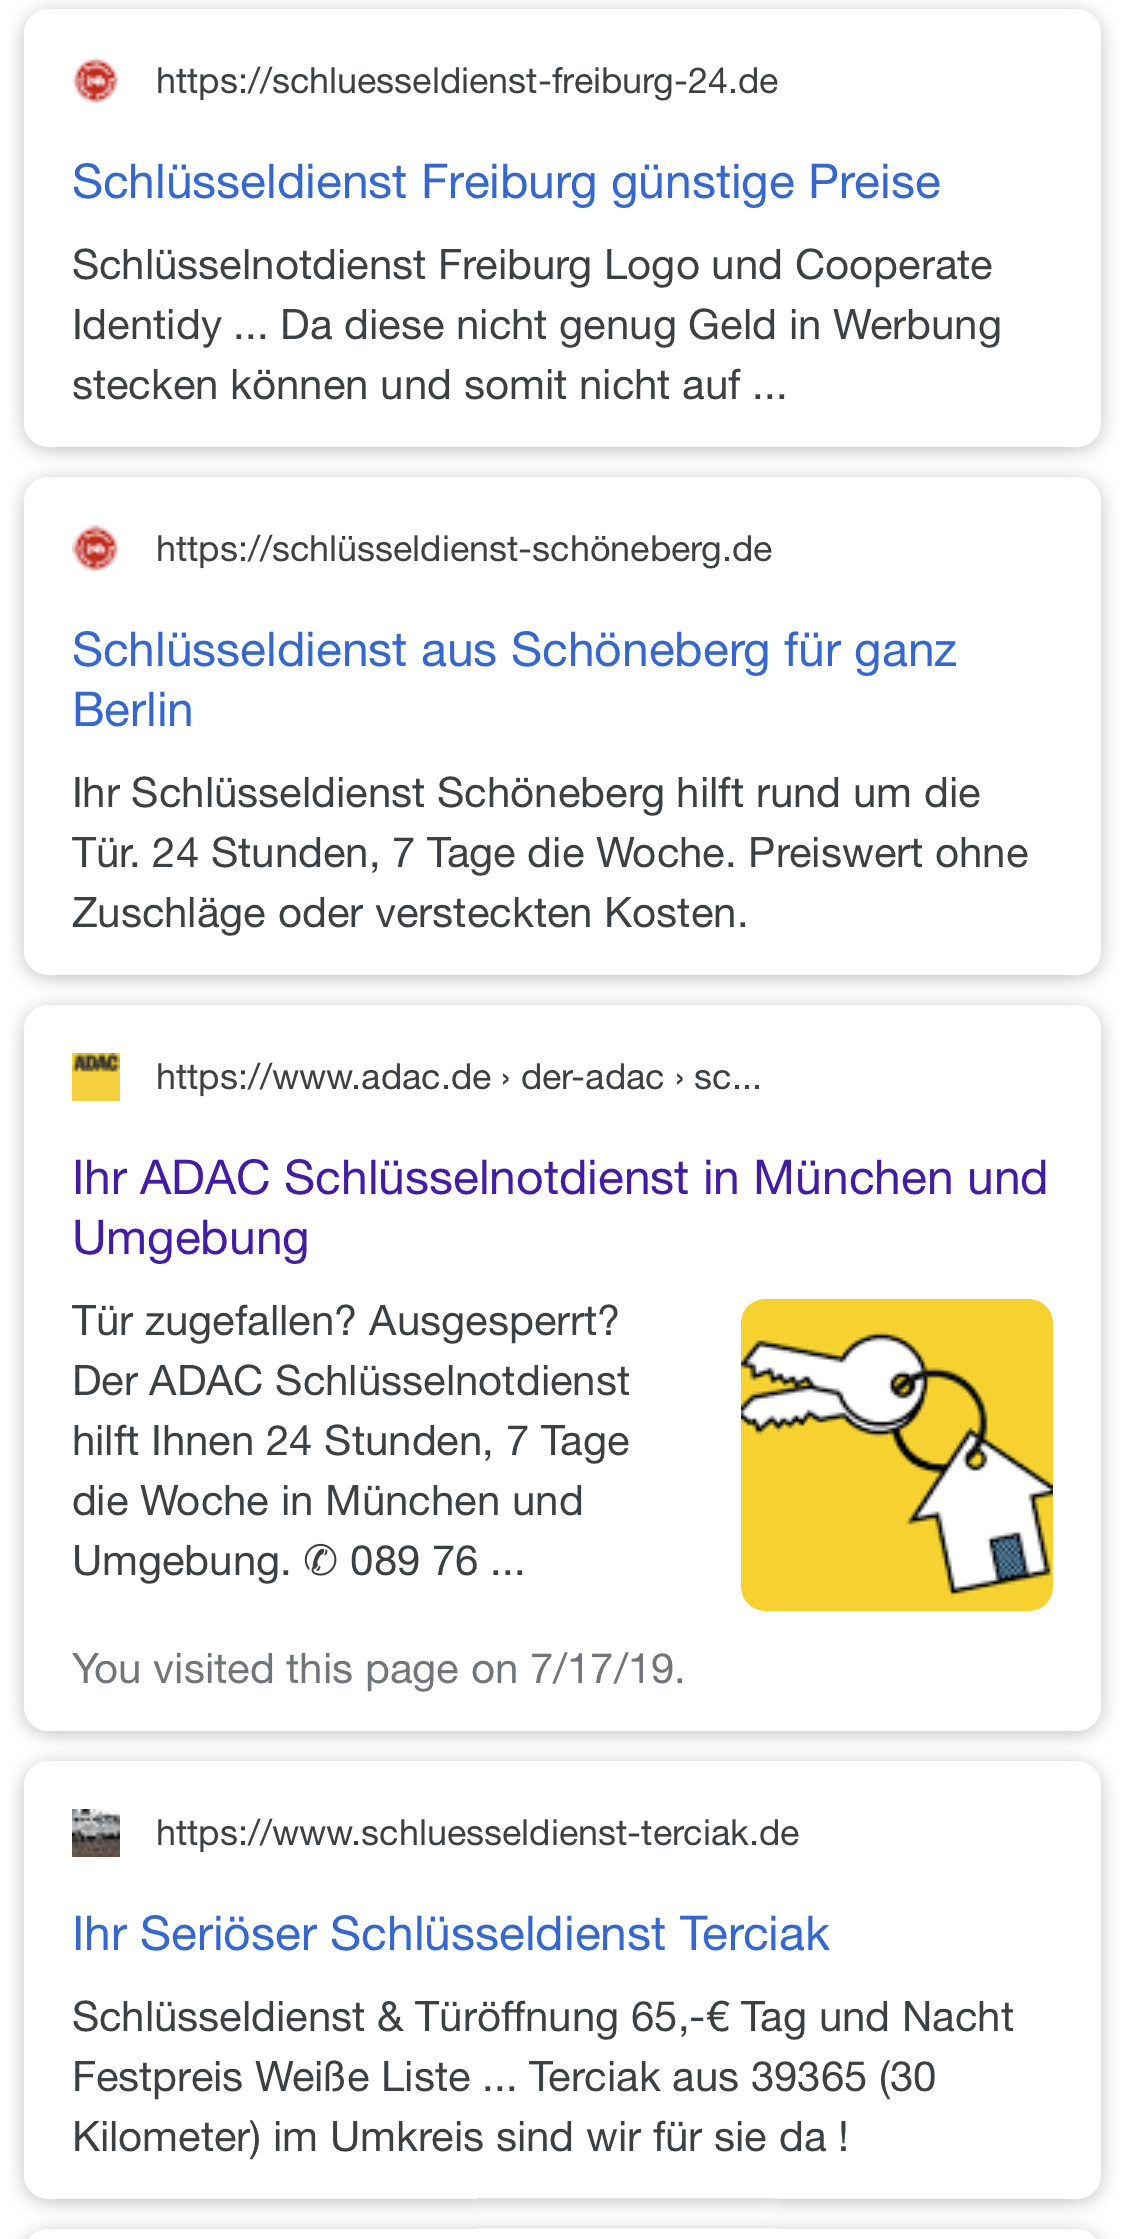 https://schluesseldienst-freiburg-24.de
Schlüsseldienst Freiburg günstige Preise
Schlüsselnotdienst Freiburg Logo und Cooperate
Identidy ... Da diese nicht genug Geld in Werbung
stecken können und somit nicht auf ...
https://schlüsseldienst-schöneberg.de
Schlüsseldienst aus Schöneberg für ganz
Berlin
Ihr Schlüsseldienst Schöneberg hilft rund um die
Tür. 24 Stunden, 7 Tage die Woche. Preiswert ohne
Zuschläge oder versteckten Kosten.
ADAC
https://www.adac.de › der-adac › sc...
Ihr ADAC Schlüsselnotdienst in München und
Umgebung
Tür zugefallen? Ausgesperrt?
Der ADAC Schlüsselnotdienst
hilft Ihnen 24 Stunden, 7 Tage
die Woche in München und
Umgebung. ✆ 089 76 ...
You visited this page on 7/17/19.
https://www.schluesseldienst-terciak.de
Ihr Seriöser Schlüsseldienst Terciak
Schlüsseldienst & Türöffnung 65,-€ Tag und Nacht
Festpreis Weiße Liste ... Terciak aus 39365 (30
Kilometer) im Umkreis sind wir für sie da !